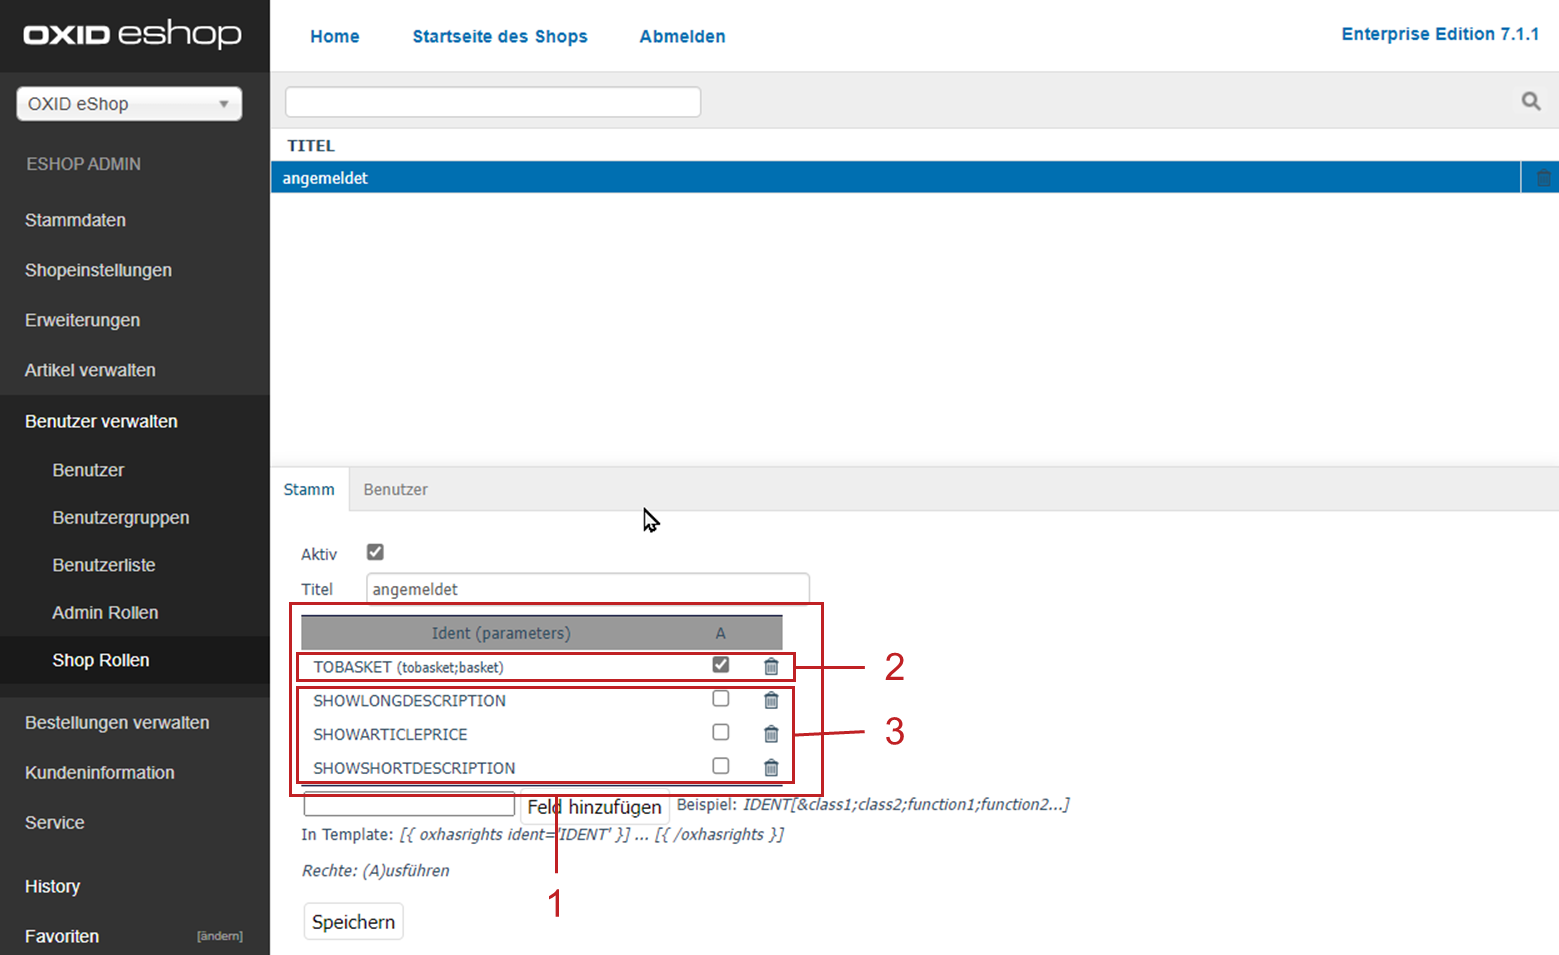 OXID eshop
Home Startseite des Shops Abmelden
Enterprise Edition 7.1.1
OXID eShop
ESHOP ADMIN
Stammdaten
Shopeinstellungen
Erweiterungen
Artikel verwalten
Benutzer verwalten
Benutzer
Benutzergruppen
Benutzerliste
Admin Rollen
Shop Rollen
Bestellungen verwalten
Kundeninformation
Service
History
Favoriten [ändern]
TITEL
angemeldet
Stamm Benutzer
Aktiv
Titel angemeldet
Ident (parameters) A
TOBASKET (tobasket;basket)
2
SHOWLONGDESCRIPTION
SHOWARTICLEPRICE
3
SHOWSHORTDESCRIPTION
Feld hinzufügen Beispiel: IDENT[&class1;class2;function1;function2...]
In Template: [{ oxhasrights ident='IDENT' }] ... [{ /oxhasrights }]
Rechte: (A)usführen
1
Speichern